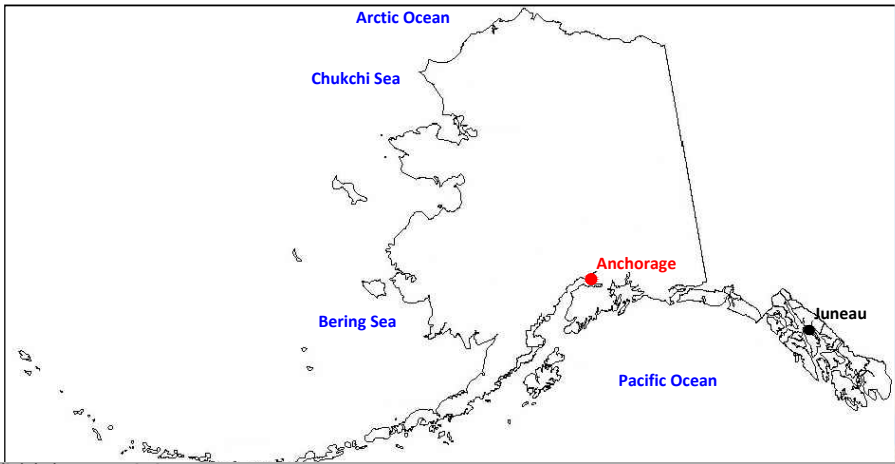 Arctic Ocean
Chukchi Sea
Anchorage
Juneau
Bering Sea
Pacific Ocean